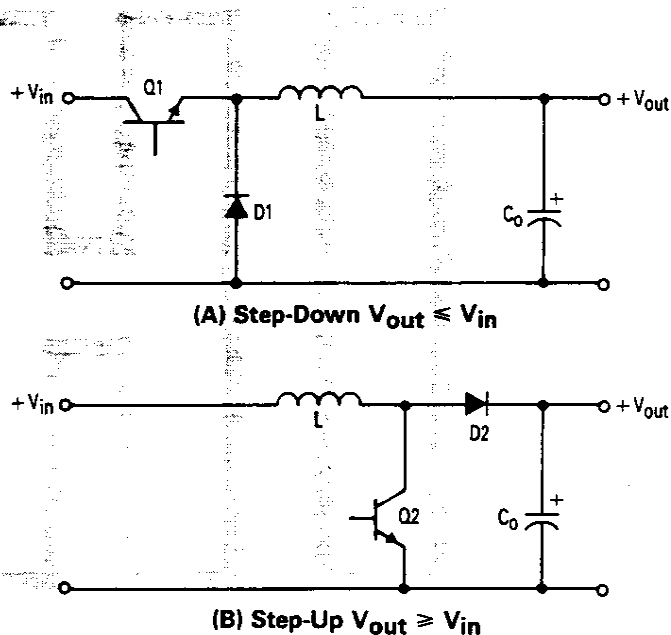 + Vin
Q1
L
+ Vout
D1
Co
+
(A) Step-Down Vout ⩽ Vin
+ Vin
L
D2
+ Vout
Q2
Co
+
(B) Step-Up Vout ⩾ Vin